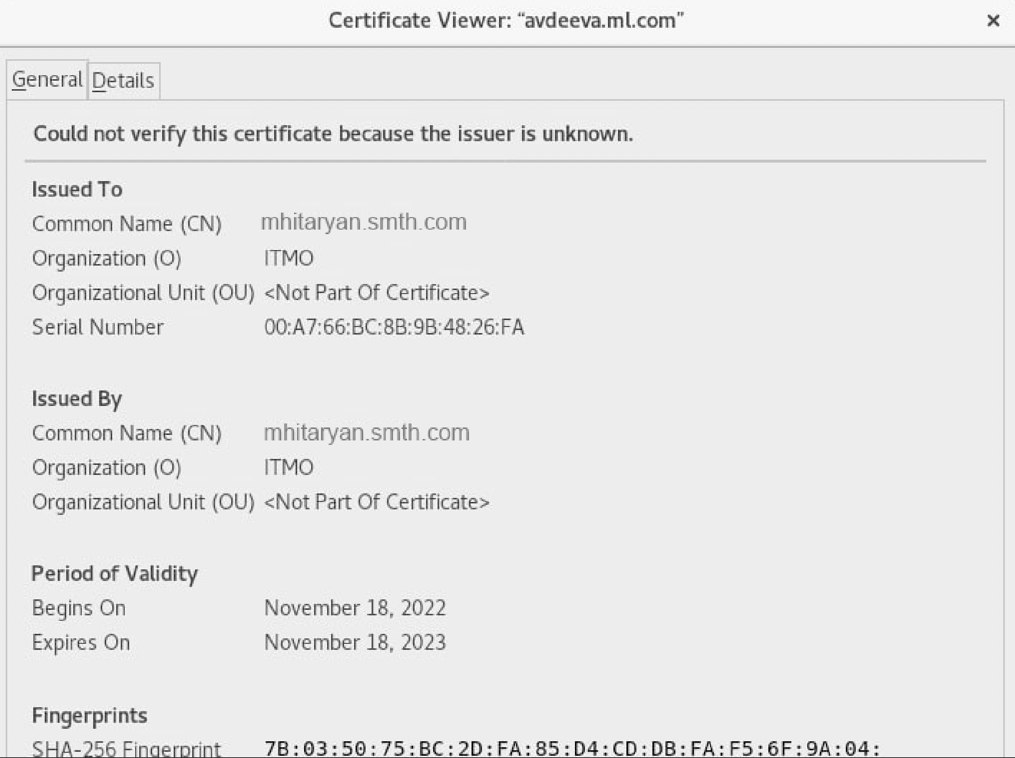 Certificate Viewer: “avdeeva.ml.com” ×
General Details
Could not verify this certificate because the issuer is unknown.
Issued To
Common Name (CN) mhitaryan.smth.com
Organization (O) ITMO
Organizational Unit (OU) <Not Part Of Certificate>
Serial Number 00:A7:66:BC:8B:9B:48:26:FA
Issued By
Common Name (CN) mhitaryan.smth.com
Organization (O) ITMO
Organizational Unit (OU) <Not Part Of Certificate>
Period of Validity
Begins On November 18, 2022
Expires On November 18, 2023
Fingerprints
SHA-256 Fingerprint 7B:03:50:75:BC:2D:FA:85:D4:CD:DB:FA:F5:6F:9A:04: